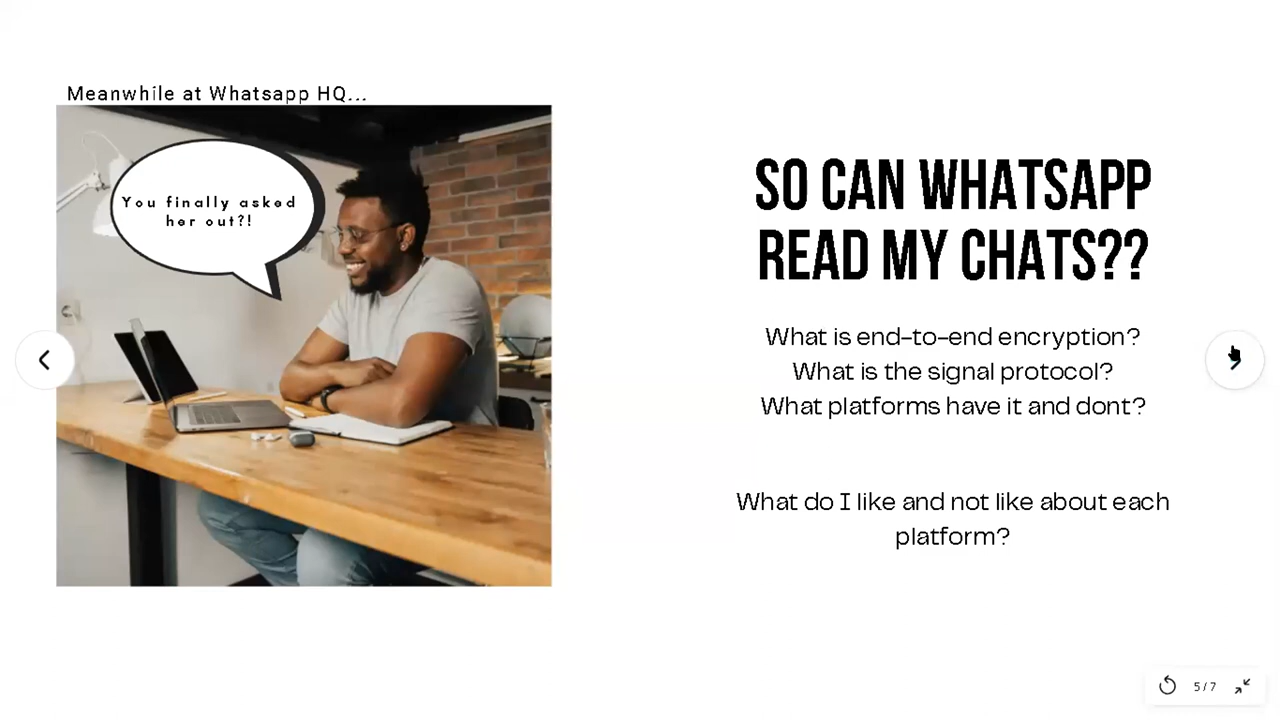 Meanwhile at Whatsapp HQ...
You finally asked
her out?!
SO CAN WHATSAPP
READ MY CHATS??
What is end-to-end encryption?
What is the signal protocol?
What platforms have it and dont?
What do I like and not like about each
platform?
5/7